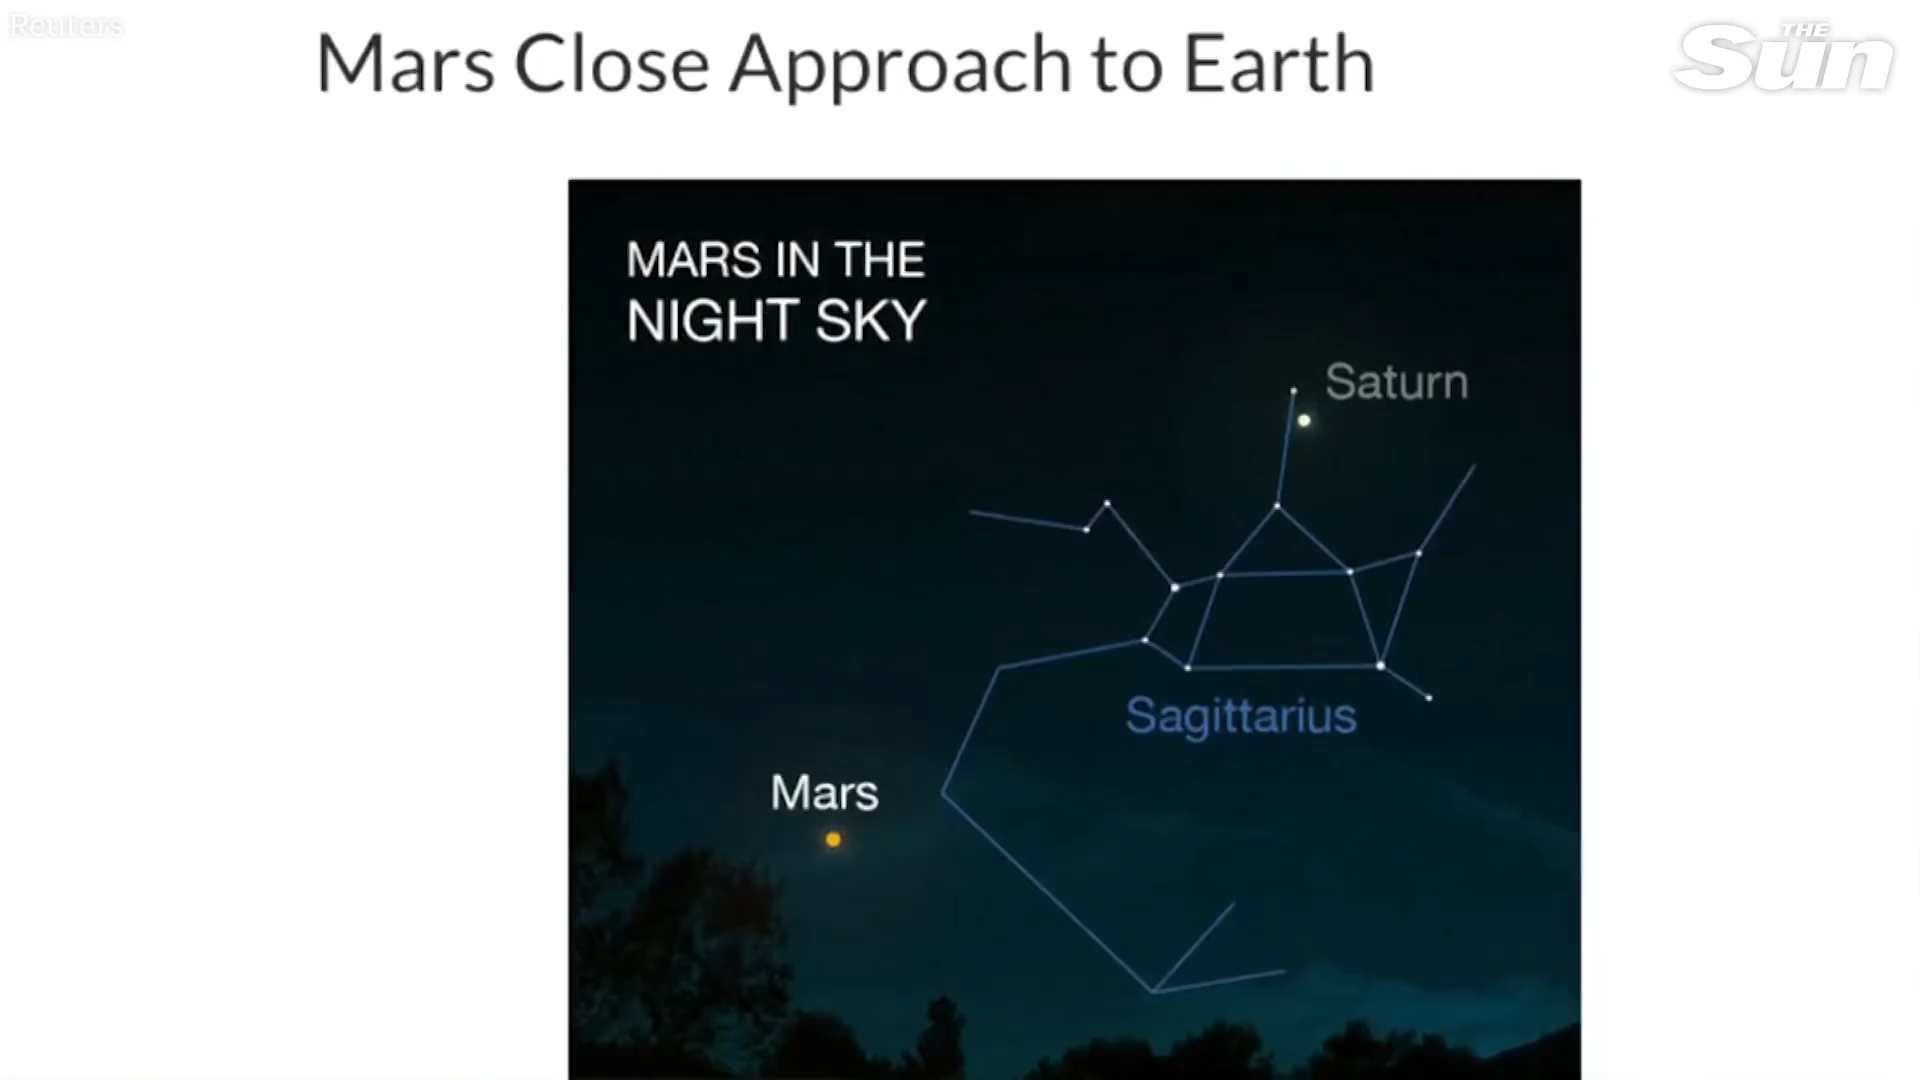 Reuters
THE
Sun
Mars Close Approach to Earth
MARS IN THE
NIGHT SKY
Saturn
Sagittarius
Mars